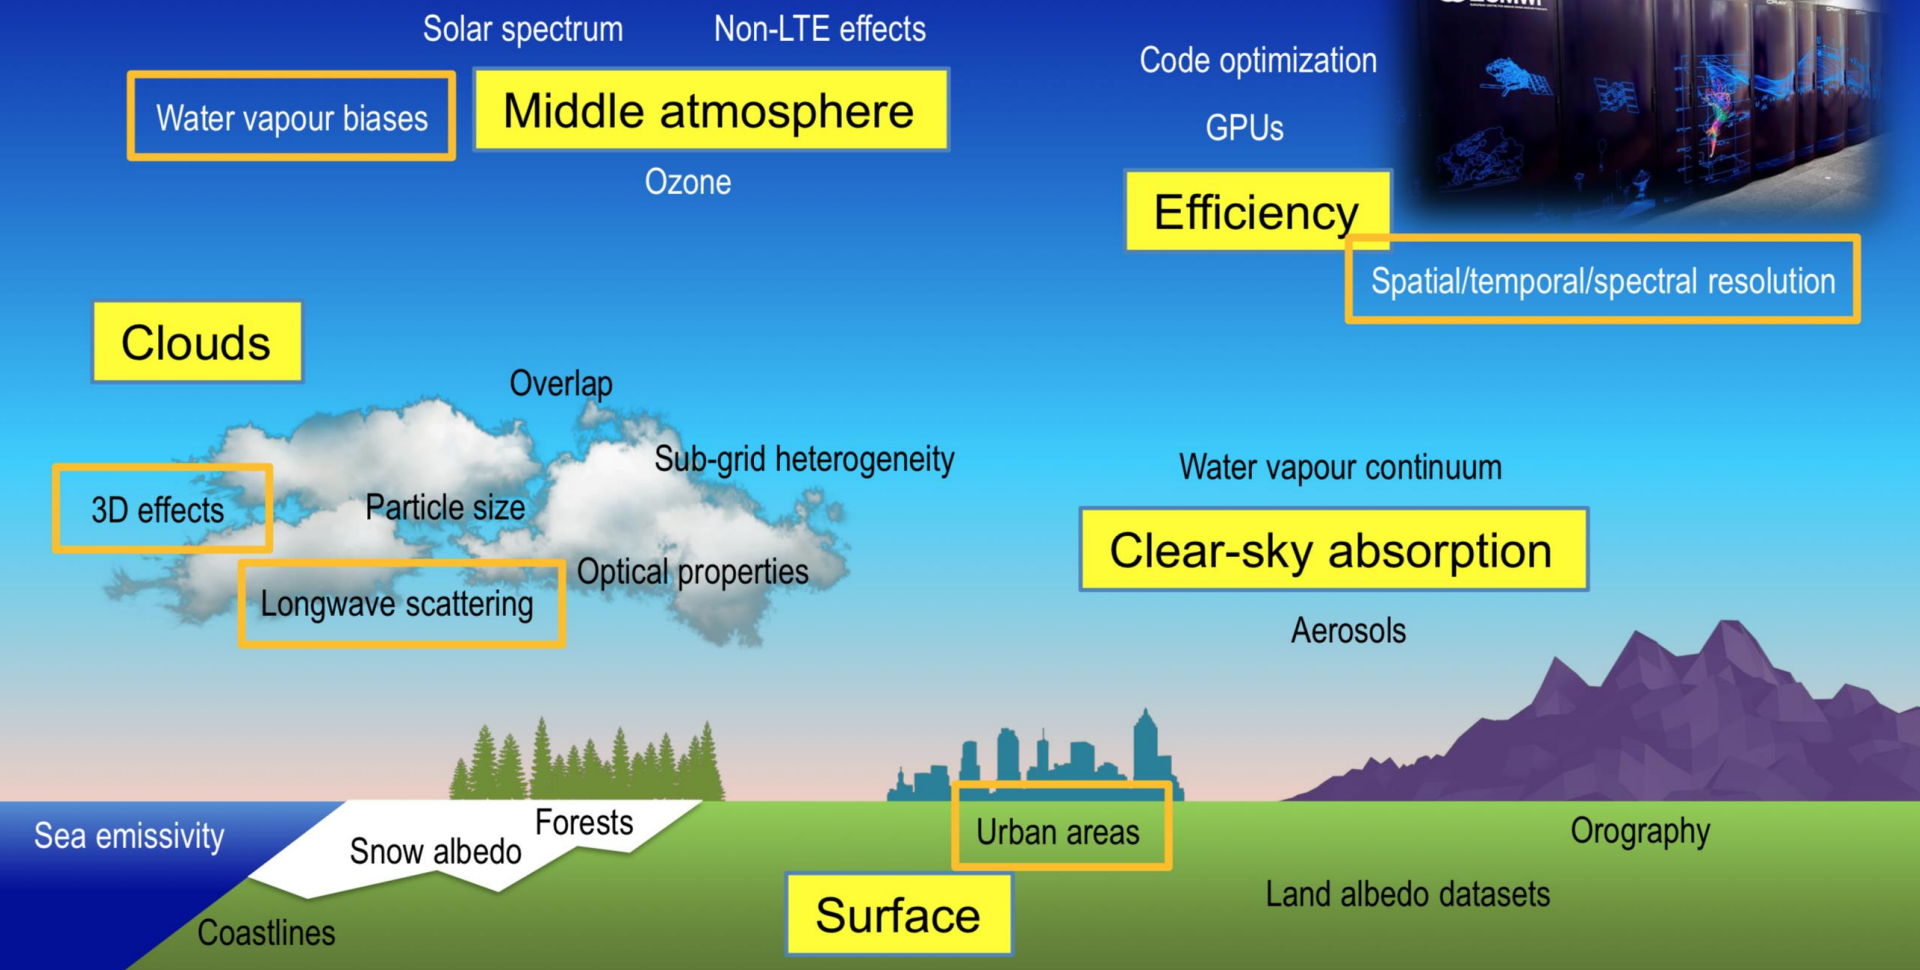 Solar spectrum
Non-LTE effects
Water vapour biases
Middle atmosphere
Ozone
Code optimization
GPUs
Efficiency
Spatial/temporal/spectral resolution
Clouds
Overlap
Sub-grid heterogeneity
3D effects
Particle size
Optical properties
Longwave scattering
Water vapour continuum
Clear-sky absorption
Aerosols
Sea emissivity
Snow albedo
Forests
Coastlines
Urban areas
Surface
Orography
Land albedo datasets